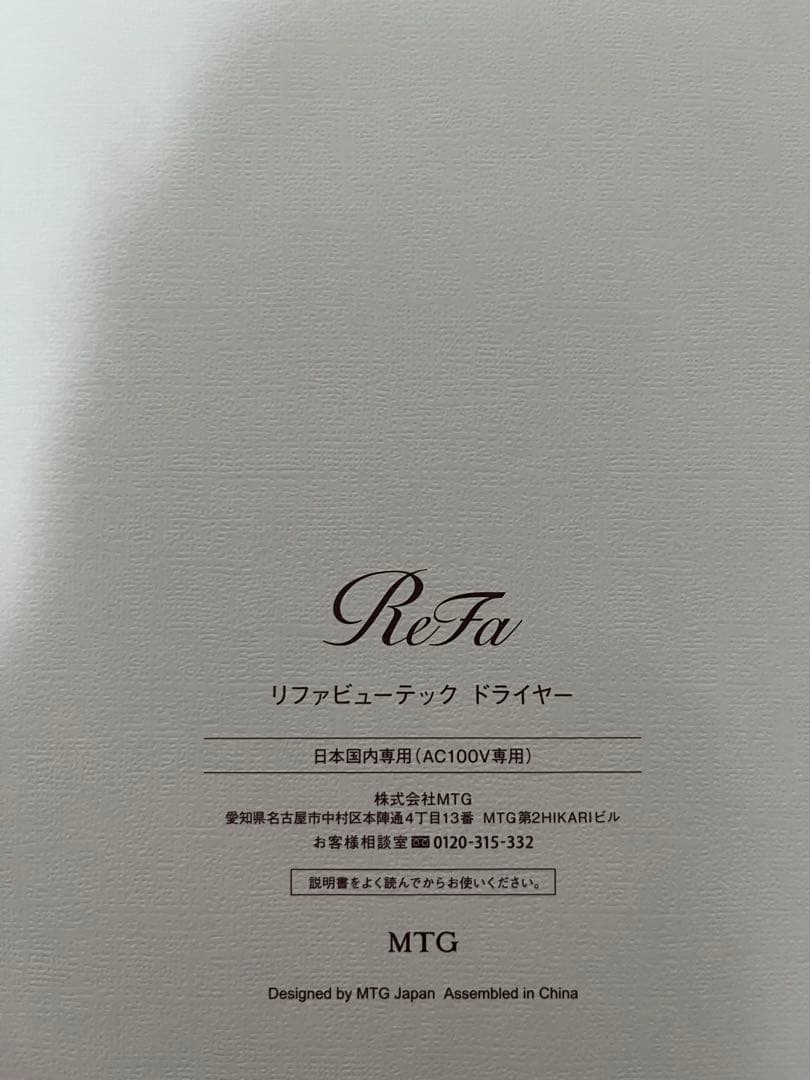 ReFa
リファビューテック ドライヤー
日本国内専用（AC100V専用）
株式会社MTG
愛知県名古屋市中村区本陣通4丁目13番 MTG第2HIKARIビル
お客様相談室 0120-315-332
説明書をよく読んでからお使いください。
MTG
Designed by MTG Japan Assembled in China